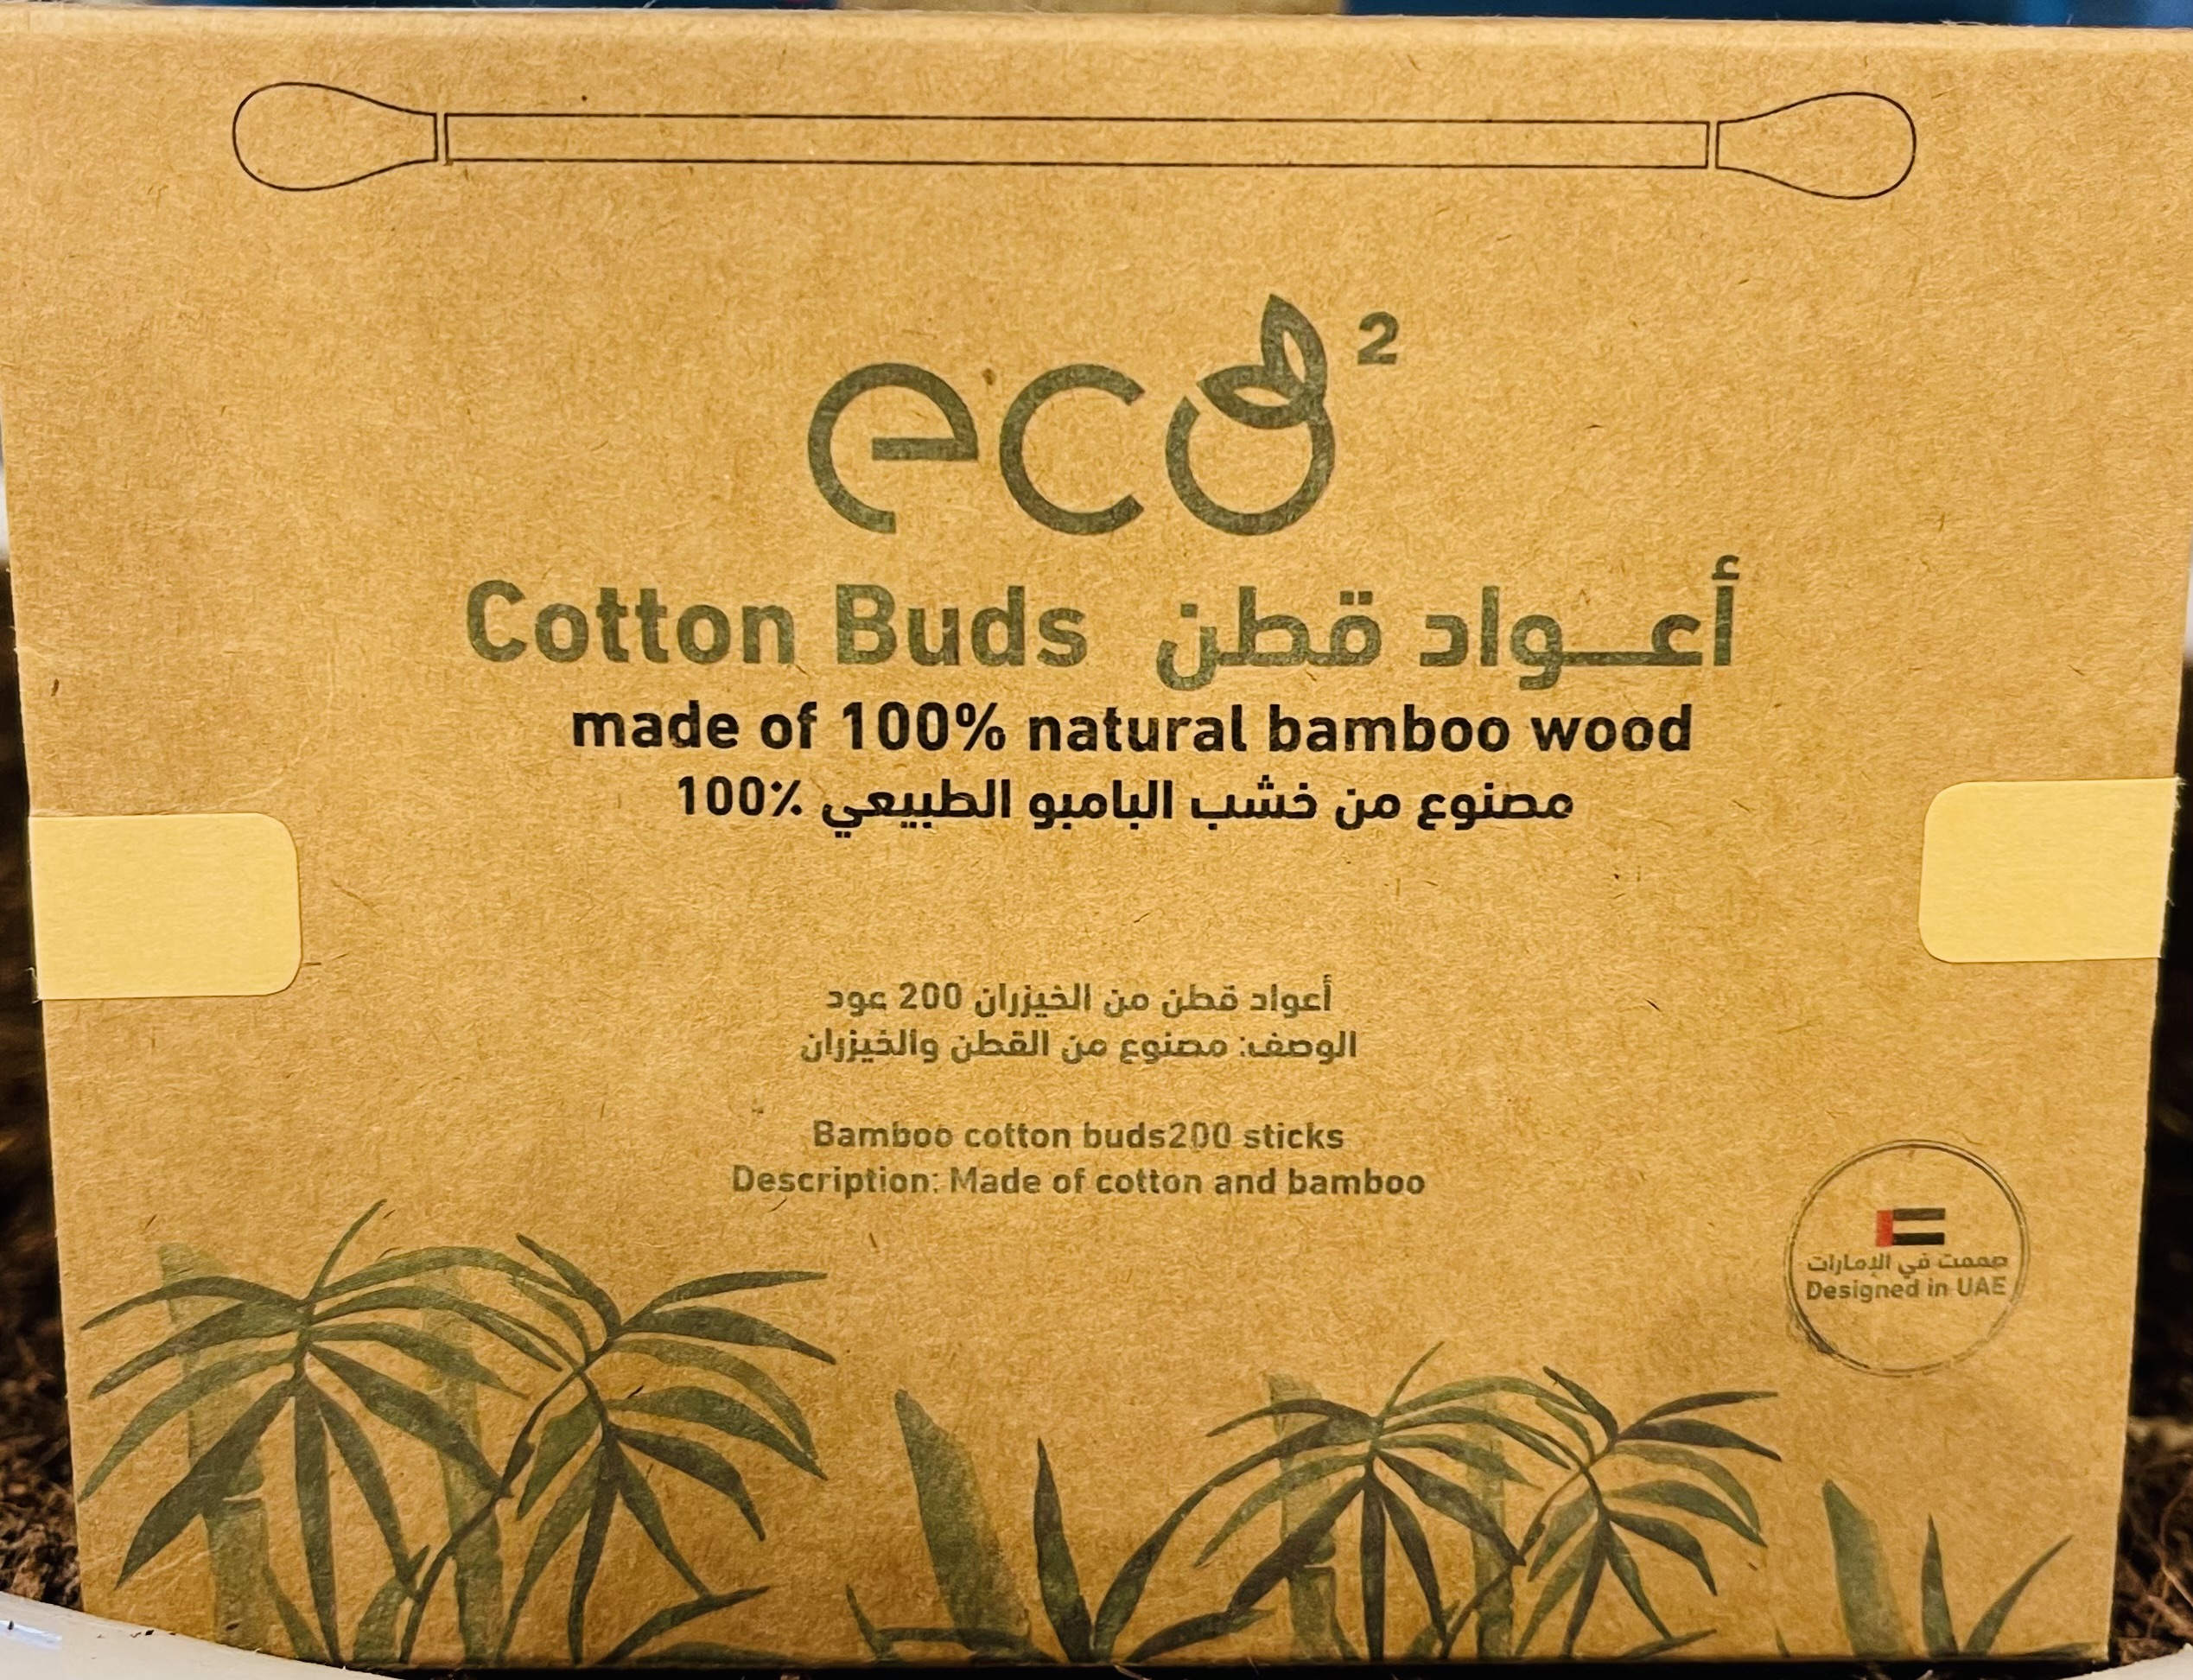 eco²
Cotton Buds أعـــواد قطن
made of 100% natural bamboo wood
مصنوع من خشب البامبو الطبيعي 100٪
أعواد قطن من الخيزران 200 عود
الوصف: مصنوع من القطن والخيزران
Bamboo cotton buds200 sticks
Description: Made of cotton and bamboo
صممت في الإمارات
Designed in UAE